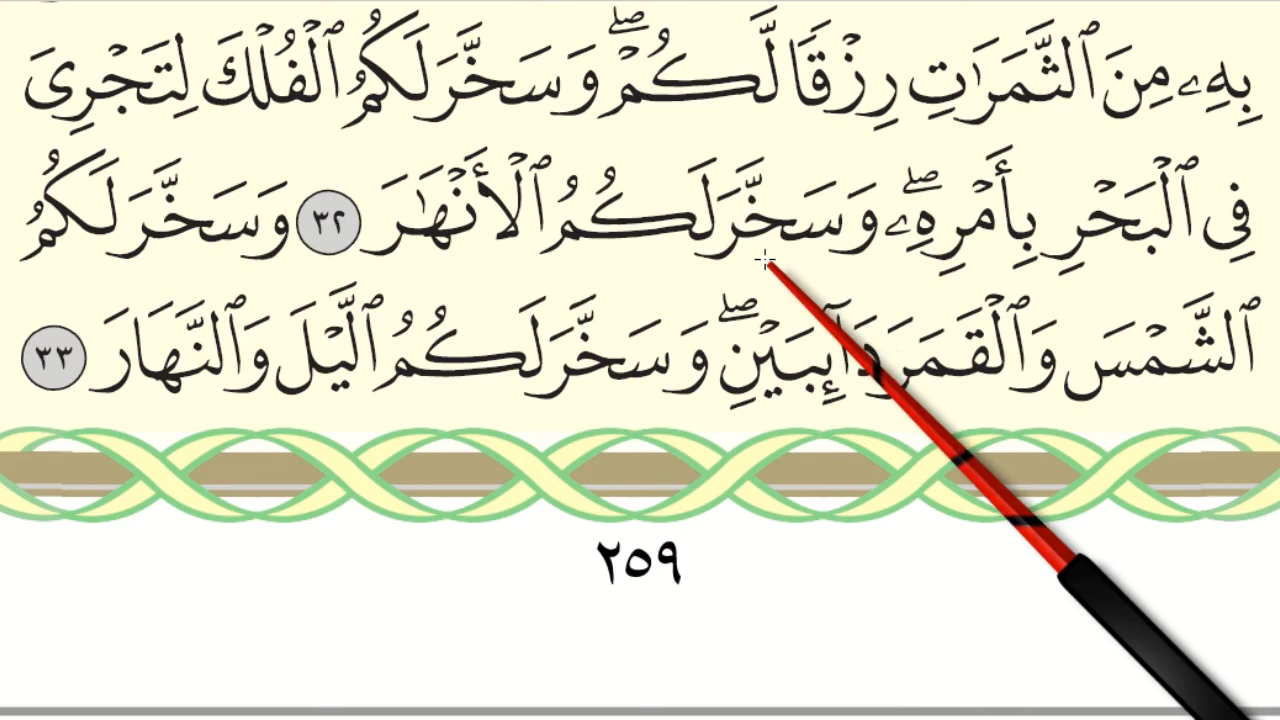 بِهِۦ مِنَ ٱلثَّمَرَٰتِ رِزْقًا لَّكُمْ ۖ وَسَخَّرَ لَكُمُ ٱلْفُلْكَ لِتَجْرِىَ
فِى ٱلْبَحْرِ بِأَمْرِهِۦ ۖ وَسَخَّرَ لَكُمُ ٱلْأَنْهَٰرَ ٣٢ وَسَخَّرَ لَكُمُ
ٱلشَّمْسَ وَٱلْقَمَرَ دَآئِبَيْنِ ۖ وَسَخَّرَ لَكُمُ ٱلَّيْلَ وَٱلنَّهَارَ ٣٣
٢٥٩